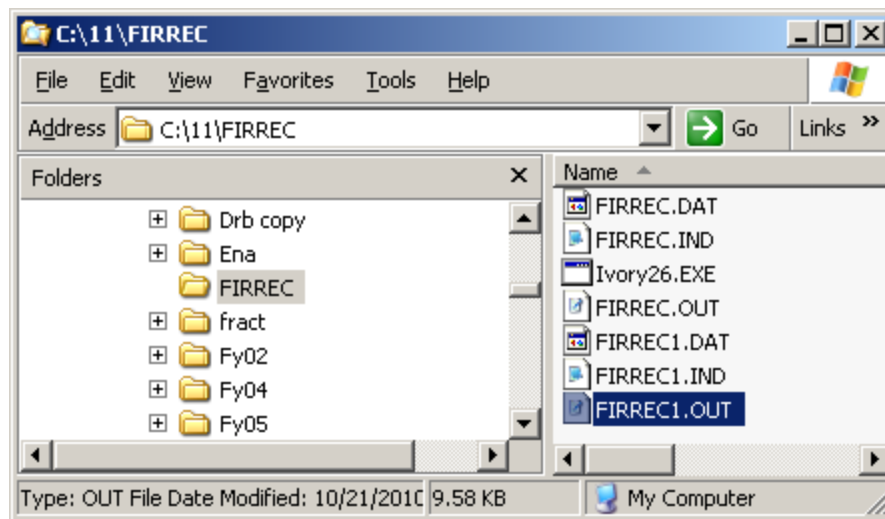 C:\11\FIRREC
File Edit View Favorites Tools Help
Address C:\11\FIRREC Go Links »
Folders
Drb copy
Ena
FIRREC
fract
Fy02
Fy04
Fy05
Name
FIRREC.DAT
FIRREC.IND
Ivory26.EXE
FIRREC.OUT
FIRREC1.DAT
FIRREC1.IND
FIRREC1.OUT
Type: OUT File Date Modified: 10/21/2010 9.58 KB My Computer